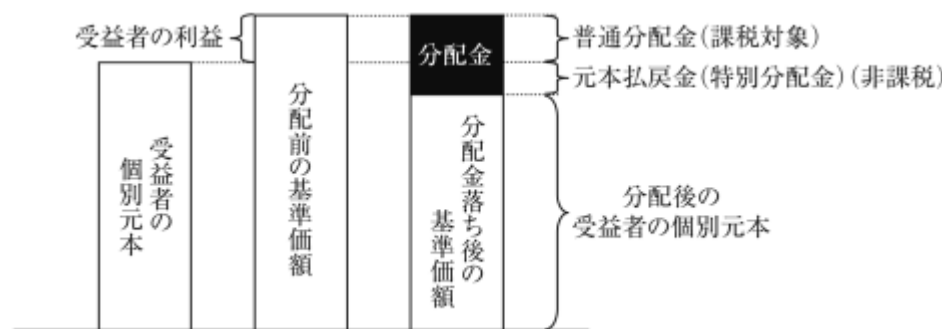 受益者の利益
分配金
普通分配金(課税対象)
元本払戻金(特別分配金)(非課税)
受益者の
個別元本
分配前の基準価額
分配金落ち後の
基準価額
分配後の
受益者の個別元本